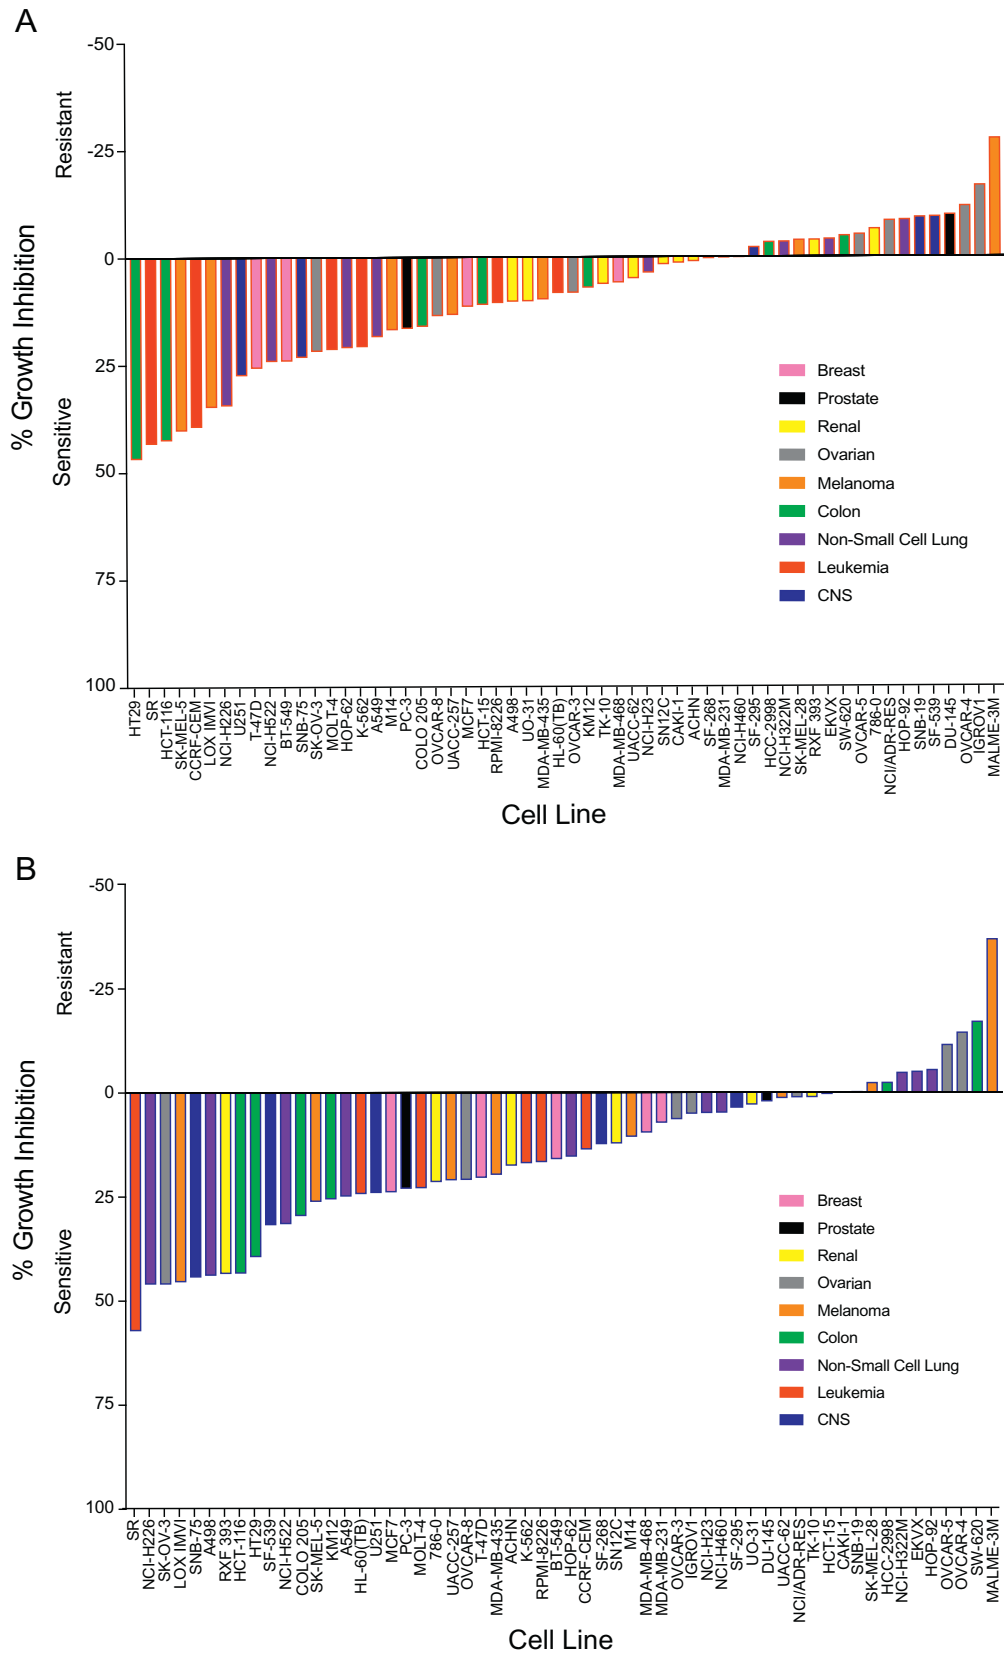 A
-50
-25
0
25
50
75
100
Resistant
% Growth Inhibition
Sensitive
Breast
Prostate
Renal
Ovarian
Melanoma
Colon
Non-Small Cell Lung
Leukemia
CNS
HT29
SR
HCT-116
SK-MEL-5
CCRF-CEM
LOX IMVI
NCI-H226
U251
T-47D
NCI-H522
BT-549
SNB-75
SK-OV-3
MOLT-4
HOP-62
K-562
A549
M14
PC-3
COLO 205
OVCAR-8
UACC-257
MCF7
HCT-15
RPMI-8226
A498
UO-31
MDA-MB-435
HL-60(TB)
OVCAR-3
KM12
TK-10
MDA-MB-468
UACC-62
NCI-H23
SN12C
CAKI-1
ACHN
SF-268
MDA-MB-231
NCI-H460
SF-295
HCC-2998
NCI-H322M
SK-MEL-28
RXF 393
EKVX
SW-620
OVCAR-5
786-0
NCI/ADR-RES
HOP-92
SNB-19
SF-539
DU-145
OVCAR-4
IGROV1
MALME-3M
Cell Line
B
-50
-25
0
25
50
75
100
Resistant
% Growth Inhibition
Sensitive
Breast
Prostate
Renal
Ovarian
Melanoma
Colon
Non-Small Cell Lung
Leukemia
CNS
SR
NCI-H226
SK-OV-3
LOX IMVI
SNB-75
A498
RXF 393
HCT-116
HT29
SF-539
NCI-H522
COLO 205
SK-MEL-5
KM12
A549
HL-60(TB)
U251
MCF7
PC-3
MOLT-4
786-0
UACC-257
OVCAR-8
T-47D
MDA-MB-435
ACHN
K-562
RPMI-8226
BT-549
HOP-62
CCRF-CEM
SF-268
SN12C
M14
MDA-MB-468
MDA-MB-231
OVCAR-3
IGROV1
NCI-H23
NCI-H460
SF-295
UO-31
DU-145
UACC-62
NCI/ADR-RES
TK-10
HCT-15
CAKI-1
SNB-19
SK-MEL-28
HCC-2998
NCI-H322M
EKVX
HOP-92
OVCAR-5
OVCAR-4
SW-620
MALME-3M
Cell Line